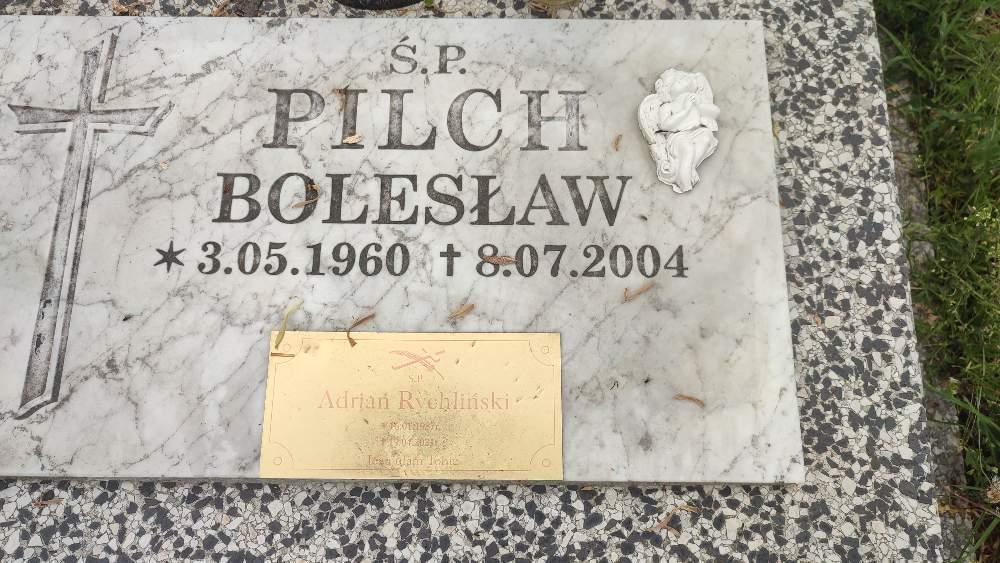 Ś.P.
PILCH
BOLESŁAW
* 3.05.1960 † 8.07.2004
Ś.P.
Adrian Rychliński